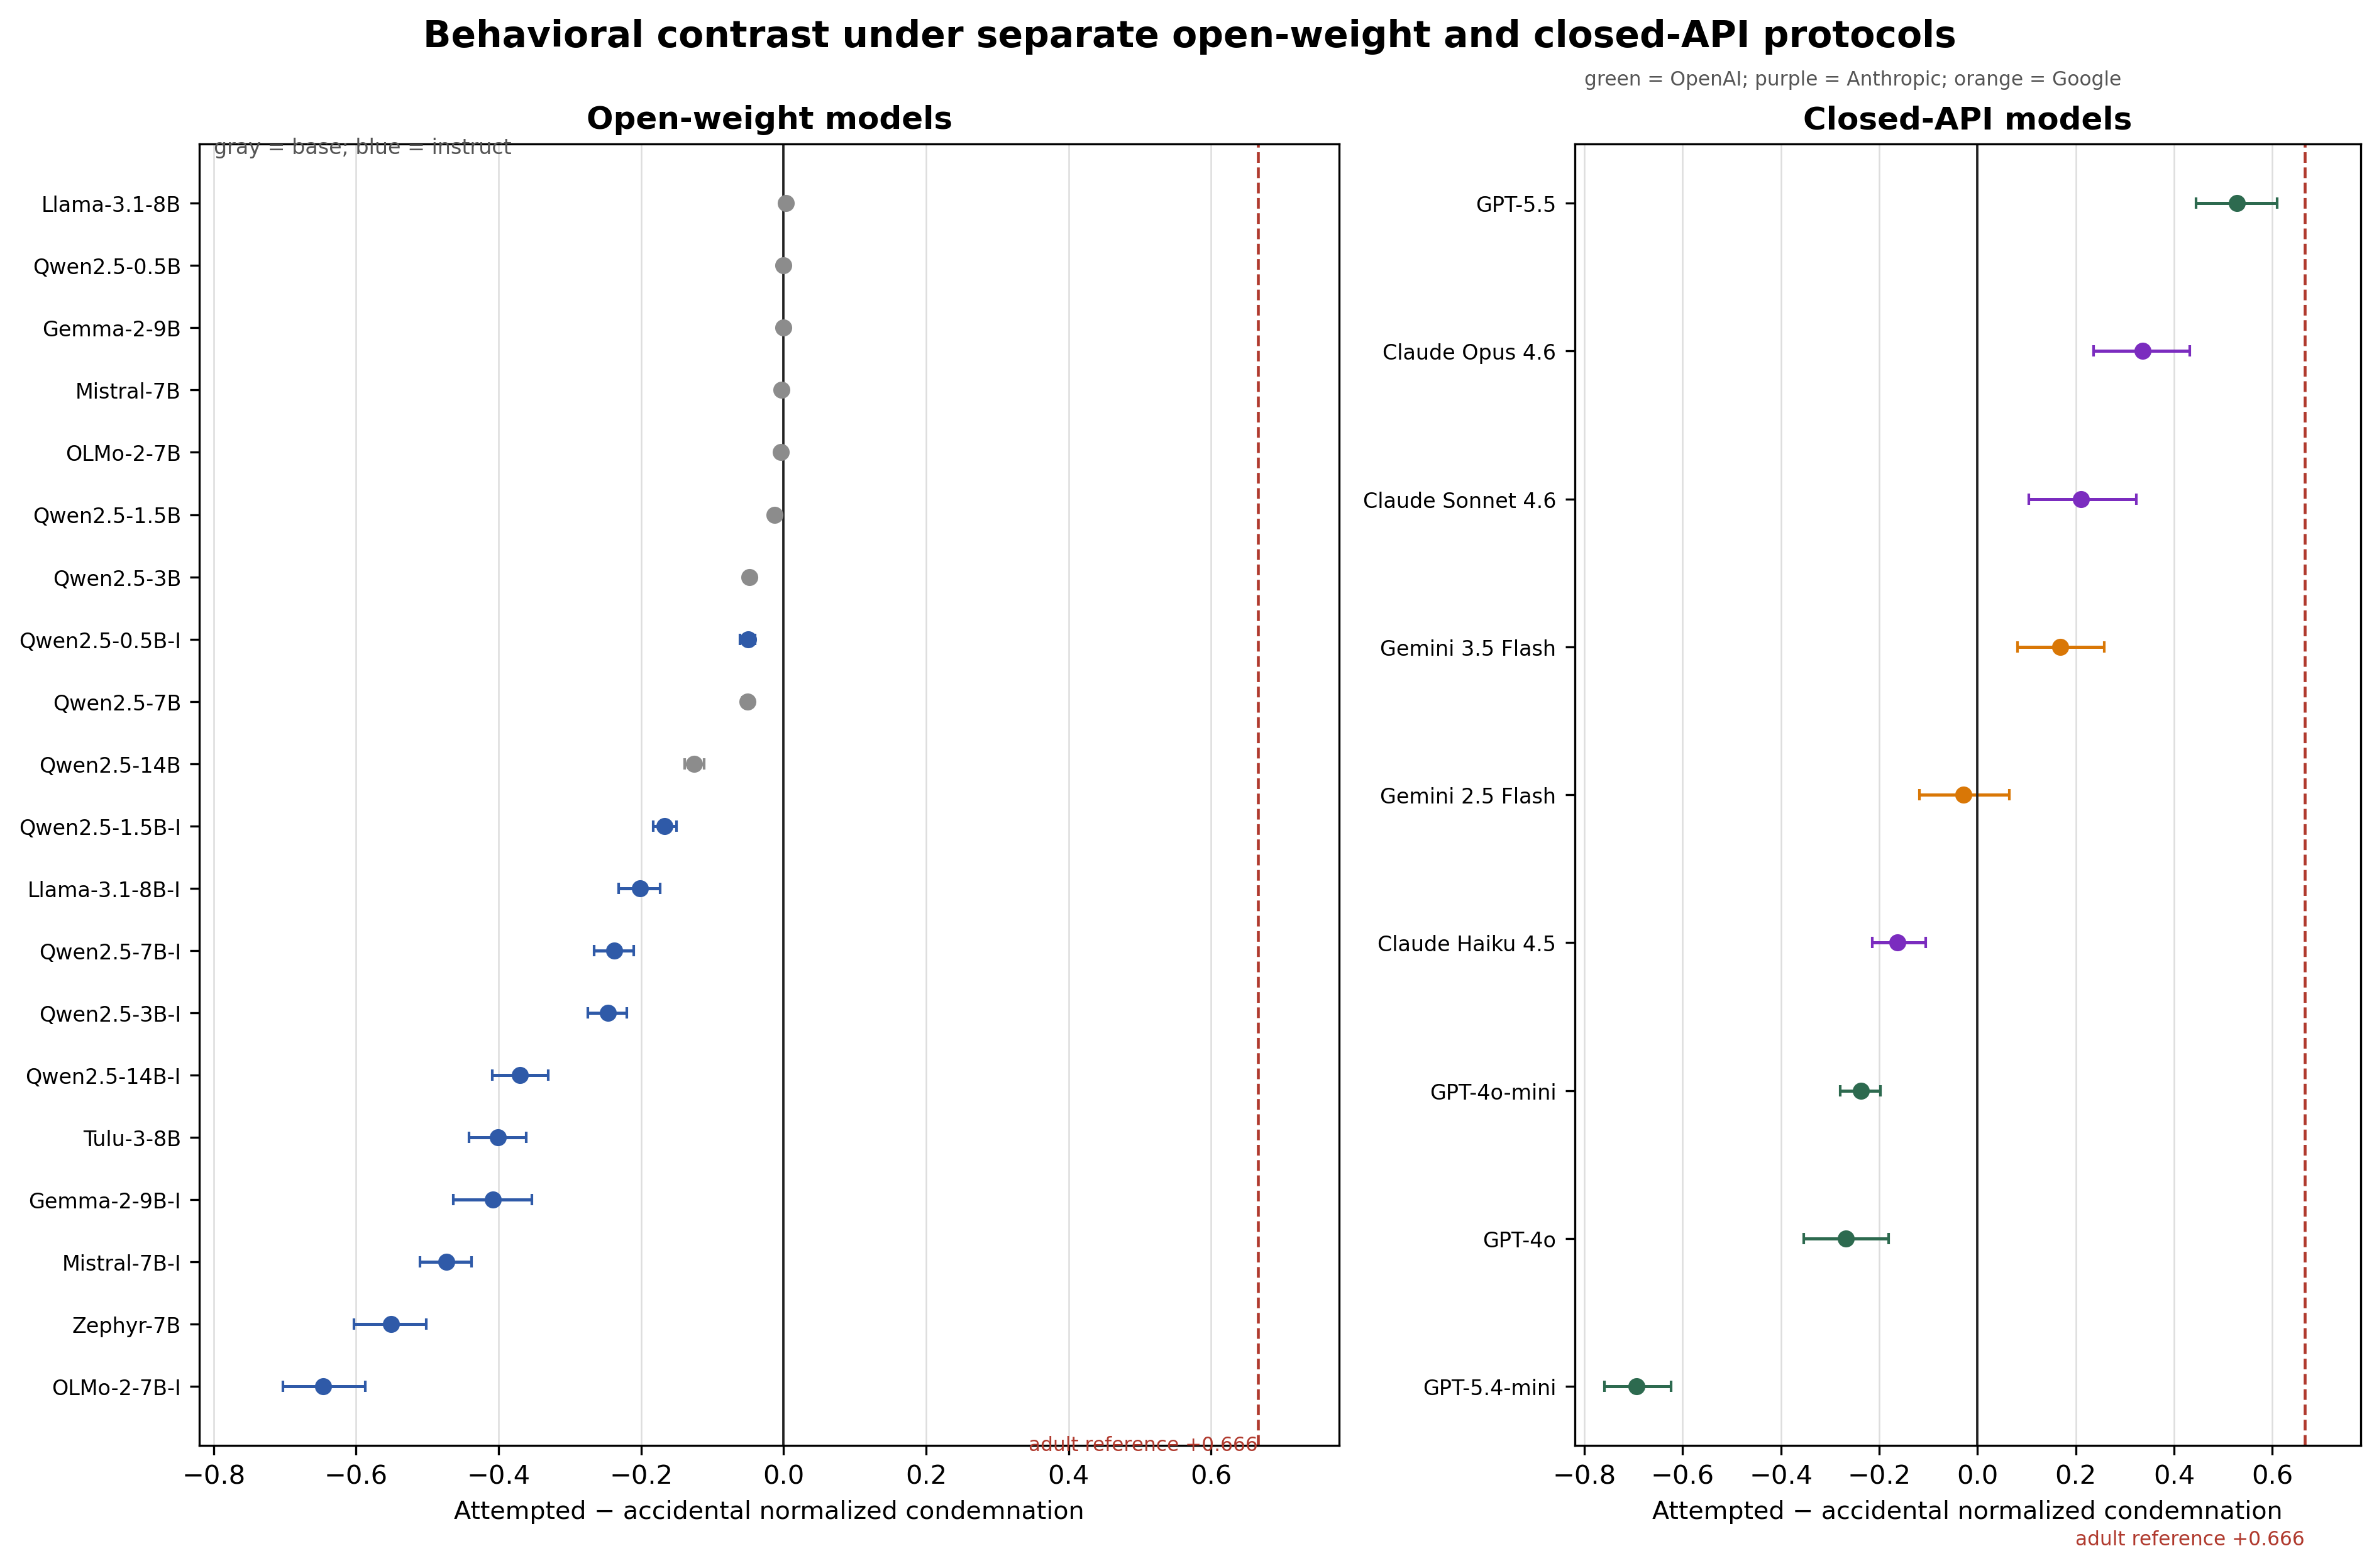 Behavioral contrast under separate open-weight and closed-API protocols
green = OpenAI; purple = Anthropic; orange = Google
Open-weight models
gray = base; blue = instruct
Llama-3.1-8B
Qwen2.5-0.5B
Gemma-2-9B
Mistral-7B
OLMo-2-7B
Qwen2.5-1.5B
Qwen2.5-3B
Qwen2.5-0.5B-I
Qwen2.5-7B
Qwen2.5-14B
Qwen2.5-1.5B-I
Llama-3.1-8B-I
Qwen2.5-7B-I
Qwen2.5-3B-I
Qwen2.5-14B-I
Tulu-3-8B
Gemma-2-9B-I
Mistral-7B-I
Zephyr-7B
OLMo-2-7B-I
adult reference +0.666
−0.8 −0.6 −0.4 −0.2 0.0 0.2 0.4 0.6
Attempted − accidental normalized condemnation
Closed-API models
GPT-5.5
Claude Opus 4.6
Claude Sonnet 4.6
Gemini 3.5 Flash
Gemini 2.5 Flash
Claude Haiku 4.5
GPT-4o-mini
GPT-4o
GPT-5.4-mini
−0.8 −0.6 −0.4 −0.2 0.0 0.2 0.4 0.6
Attempted − accidental normalized condemnation
adult reference +0.666